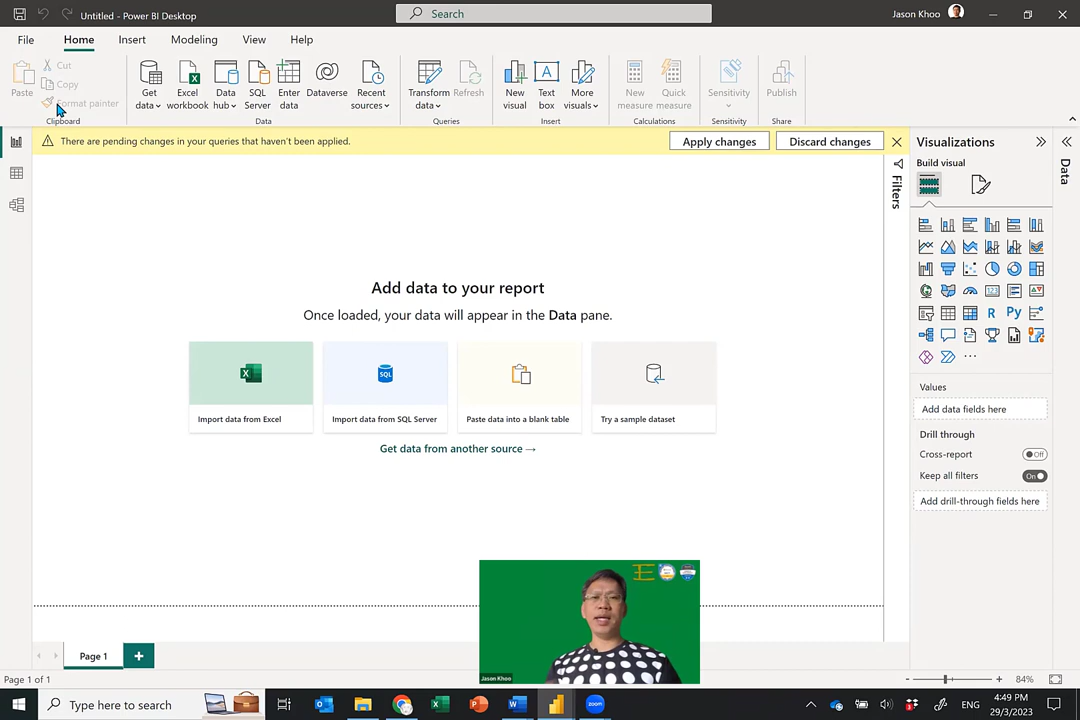 Untitled - Power BI Desktop
Search
Jason Khoo
File
Home
Insert
Modeling
View
Help
Paste
Cut
Copy
Format painter
Clipboard
Get data
Excel workbook
Data hub
SQL Server
Enter data
Dataverse
Recent sources
Data
Transform data
Refresh
Queries
New visual
Text box
More visuals
Insert
New measure
Quick measure
Calculations
Sensitivity
Sensitivity
Publish
Share
There are pending changes in your queries that haven't been applied.
Apply changes
Discard changes
Filters
Visualizations
Data
Build visual
Add data to your report
Once loaded, your data will appear in the Data pane.
SQL
Import data from Excel
Import data from SQL Server
Paste data into a blank table
Try a sample dataset
Get data from another source →
123
R
Py
Values
Add data fields here
Drill through
Cross-report
Off
Keep all filters
On
Add drill-through fields here
Jason Khoo
Page 1
Page 1 of 1
84%
Type here to search
zoom
ENG
4:49 PM
29/3/2023